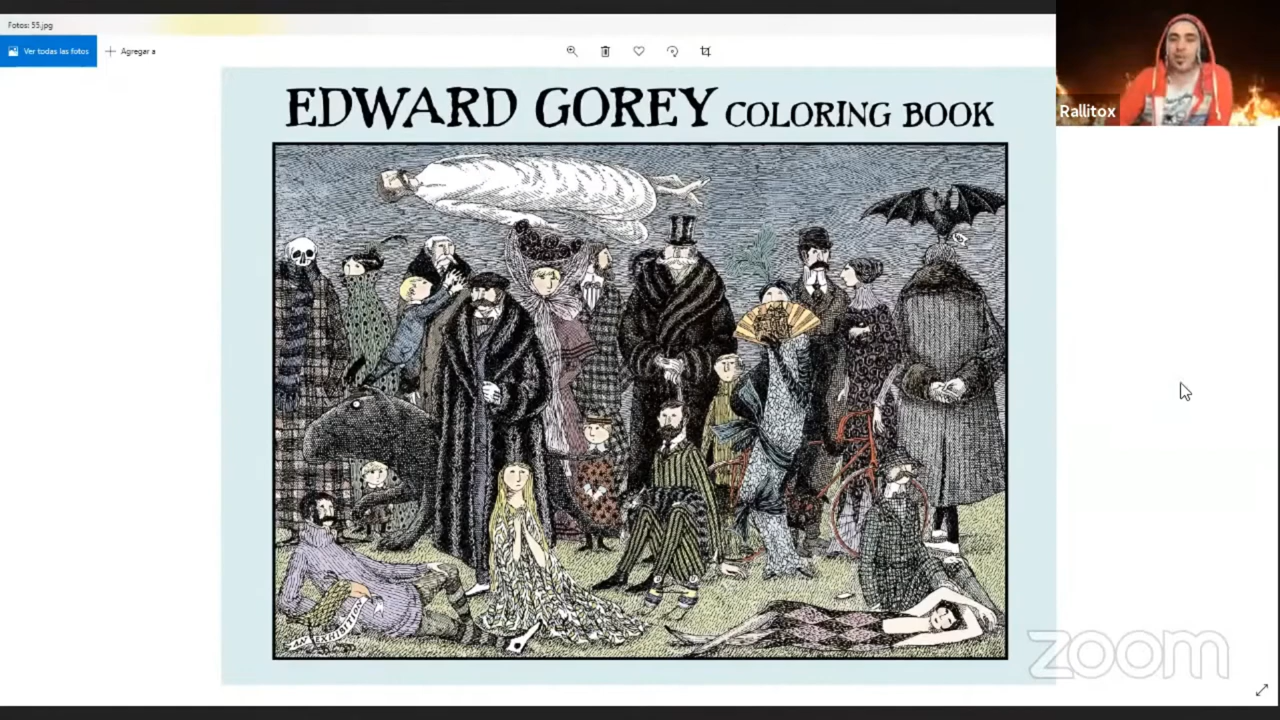 Fotos: 55.jpg
Ver todas las fotos
Agregar a
Rallitox
EDWARD GOREY COLORING BOOK
AN EXHIBITION
zoom